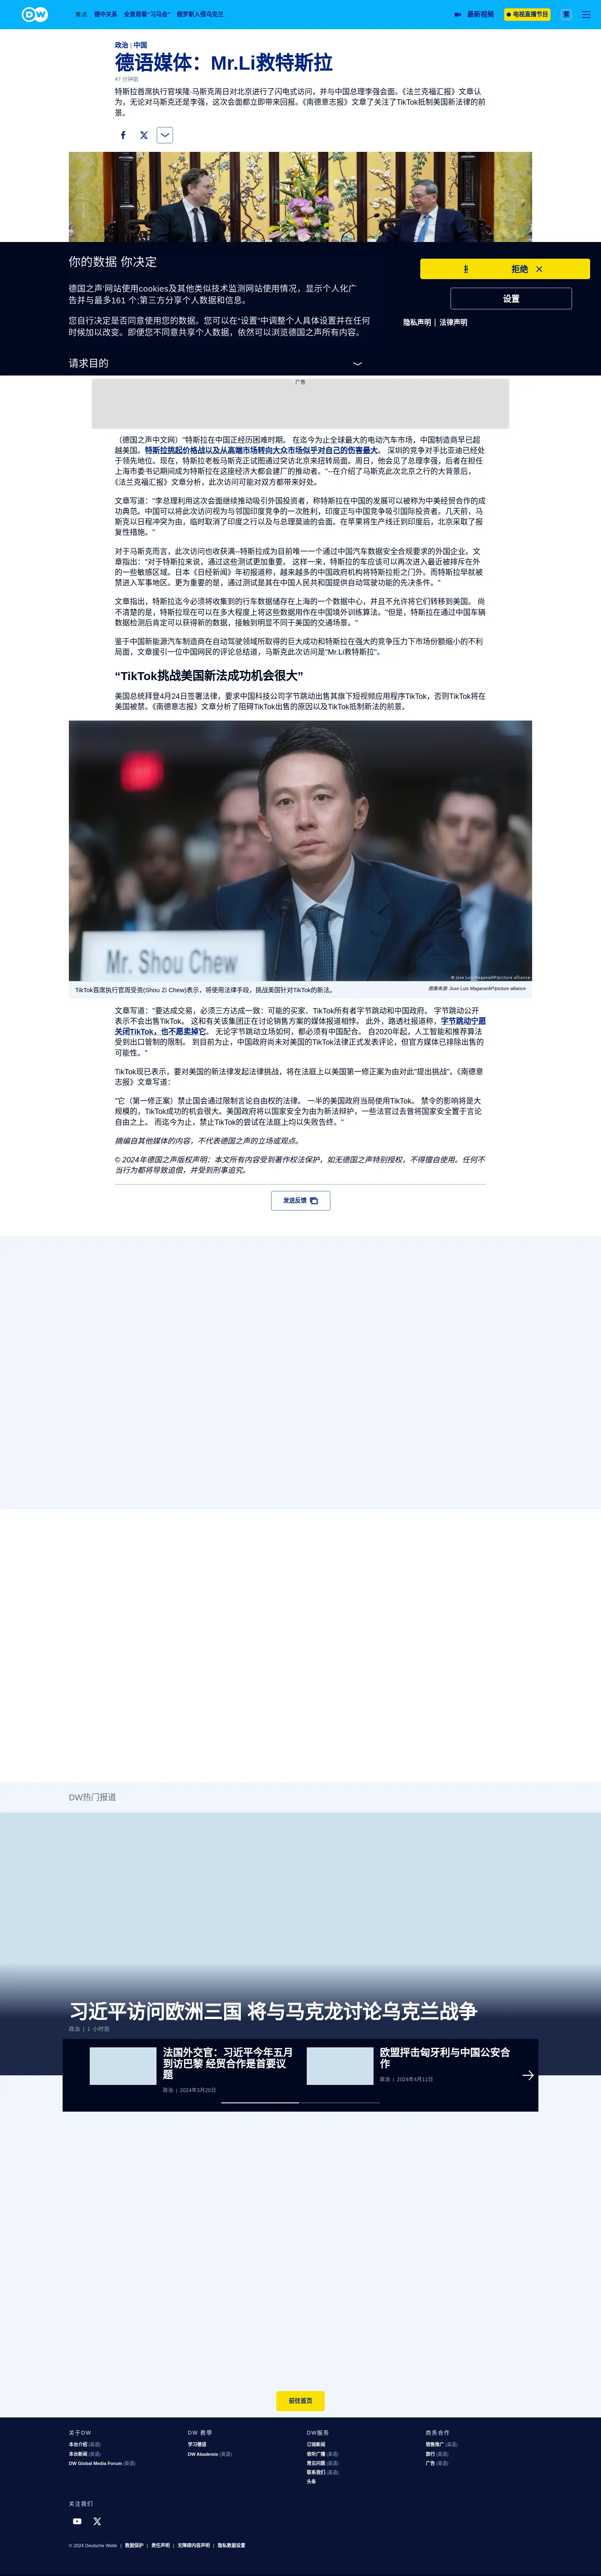 DW
焦点 德中关系 全景观看"习马会" 俄罗斯入侵乌克兰
最新视频
电视直播节目
繁
政治 | 中国
德语媒体：Mr.Li救特斯拉
47 分钟前
特斯拉首席执行官埃隆·马斯克周日对北京进行了闪电式访问，并与中国总理李强会面。《法兰克福汇报》文章认
为，无论对马斯克还是李强，这次会面都立即带来回报。《南德意志报》文章了关注了TikTok抵制美国新法律的前
景。
你的数据 你决定
德国之声'网站使用cookies及其他类似技术监测网站使用情况，显示个人化广
告并与最多161 个;第三方分享个人数据和信息。
您自行决定是否同意使用您的数据。您可以在"设置"中调整个人具体设置并在任何
时候加以改变。即便您不同意共享个人数据，依然可以浏览德国之声所有内容。
请求目的
拒绝
设置
隐私声明 | 法律声明
广告
（德国之声中文网）"特斯拉在中国正经历困难时期。 在迄今为止全球最大的电动汽车市场，中国制造商早已超
越美国。特斯拉挑起价格战以及从高端市场转向大众市场似乎对自己的伤害最大。 深圳的竞争对手比亚迪已经处
于领先地位。现在，特斯拉老板马斯克正试图通过突访北京来扭转局面。周日，他会见了总理李强，后者在担任
上海市委书记期间成为特斯拉在这座经济大都会建厂的推动者。"--在介绍了马斯克此次北京之行的大背景后，
《法兰克福汇报》文章分析，此次访问可能对双方都带来好处。
文章写道："李总理利用这次会面继续推动吸引外国投资者，称特斯拉在中国的发展可以被称为中美经贸合作的成
功典范。中国可以将此次访问视为与邻国印度竞争的一次胜利，印度正与中国竞争吸引国际投资者。几天前，马
斯克以日程冲突为由，临时取消了印度之行以及与总理莫迪的会面。在苹果将生产线迁到印度后，北京采取了报
复性措施。"
对于马斯克而言，此次访问也收获满--特斯拉成为目前唯一一个通过中国汽车数据安全合规要求的外国企业。文
章指出："对于特斯拉来说，通过这些测试更加重要。 这样一来，特斯拉的车应该可以再次进入最近被排斥在外
的一些敏感区域。日本《日经新闻》年初报道称，越来越多的中国政府机构将特斯拉拒之门外。而特斯拉早就被
禁进入军事地区。更为重要的是，通过测试是其在中国人民共和国提供自动驾驶功能的先决条件。"
文章指出，特斯拉迄今必须将收集到的行车数据储存在上海的一个数据中心，并且不允许将它们转移到美国。 尚
不清楚的是，特斯拉现在可以在多大程度上将这些数据用作在中国境外训练算法。"但是，特斯拉在通过中国车辆
数据检测后肯定可以获得新的数据，接触到明显不同于美国的交通场景。"
鉴于中国新能源汽车制造商在自动驾驶领域所取得的巨大成功和特斯拉在强大的竞争压力下市场份额缩小的不利
局面，文章援引一位中国网民的评论总结道，马斯克此次访问是"Mr.Li救特斯拉"。
“TikTok挑战美国新法成功机会很大”
美国总统拜登4月24日签署法律，要求中国科技公司字节跳动出售其旗下短视频应用程序TikTok，否则TikTok将在
美国被禁。《南德意志报》文章分析了阻碍TikTok出售的原因以及TikTok抵制新法的前景。
Mr. Shou Chew
© Jose Luis Magana/AP/picture alliance
TikTok首席执行官周受资(Shou Zi Chew)表示，将使用法律手段，挑战美国针对TikTok的新法。
图像来源: Jose Luis Magana/AP/picture alliance
文章写道："要达成交易，必须三方达成一致：可能的买家、TikTok所有者字节跳动和中国政府。 字节跳动公开
表示不会出售TikTok。 这和有关该集团正在讨论销售方案的媒体报道相悖。 此外，路透社报道称，字节跳动宁愿
关闭TikTok，也不愿卖掉它。 无论字节跳动立场如何，都必须有中国配合。 自2020年起，人工智能和推荐算法
受到出口管制的限制。 到目前为止，中国政府尚未对美国的TikTok法律正式发表评论，但官方媒体已排除出售的
可能性。"
TikTok现已表示，要对美国的新法律发起法律挑战，将在法庭上以美国第一修正案为由对此"提出挑战"。《南德意
志报》文章写道：
"它（第一修正案）禁止国会通过限制言论自由权的法律。 一半的美国政府当局使用TikTok。 禁令的影响将是大
规模的，TikTok成功的机会很大。美国政府将以国家安全为由为新法辩护，一些法官过去曾将国家安全置于言论
自由之上。 而迄今为止，禁止TikTok的尝试在法庭上均以失败告终。"
摘编自其他媒体的内容，不代表德国之声的立场或观点。
© 2024年德国之声版权声明：本文所有内容受到著作权法保护，如无德国之声特别授权，不得擅自使用。任何不
当行为都将导致追偿，并受到刑事追究。
发送反馈
DW热门报道
习近平访问欧洲三国 将与马克龙讨论乌克兰战争
政治 | 1 小时前
法国外交官：习近平今年五月
到访巴黎 经贸合作是首要议
题
政治 | 2024年3月20日
欧盟抨击匈牙利与中国公安合
作
政治 | 2024年4月11日
前往首页
关于DW
本台介绍 (英语)
本台新闻 (英语)
DW Global Media Forum (英语)
DW 教学
学习德语
DW Akademie (英语)
DW服务
订阅新闻
收听广播 (英语)
常见问题 (英语)
联系我们 (英语)
头条
商务合作
销售推广 (英语)
旅行 (英语)
广告 (英语)
关注我们
© 2024 Deutsche Welle | 数据保护 | 责任声明 | 无障碍内容声明 | 隐私数据设置